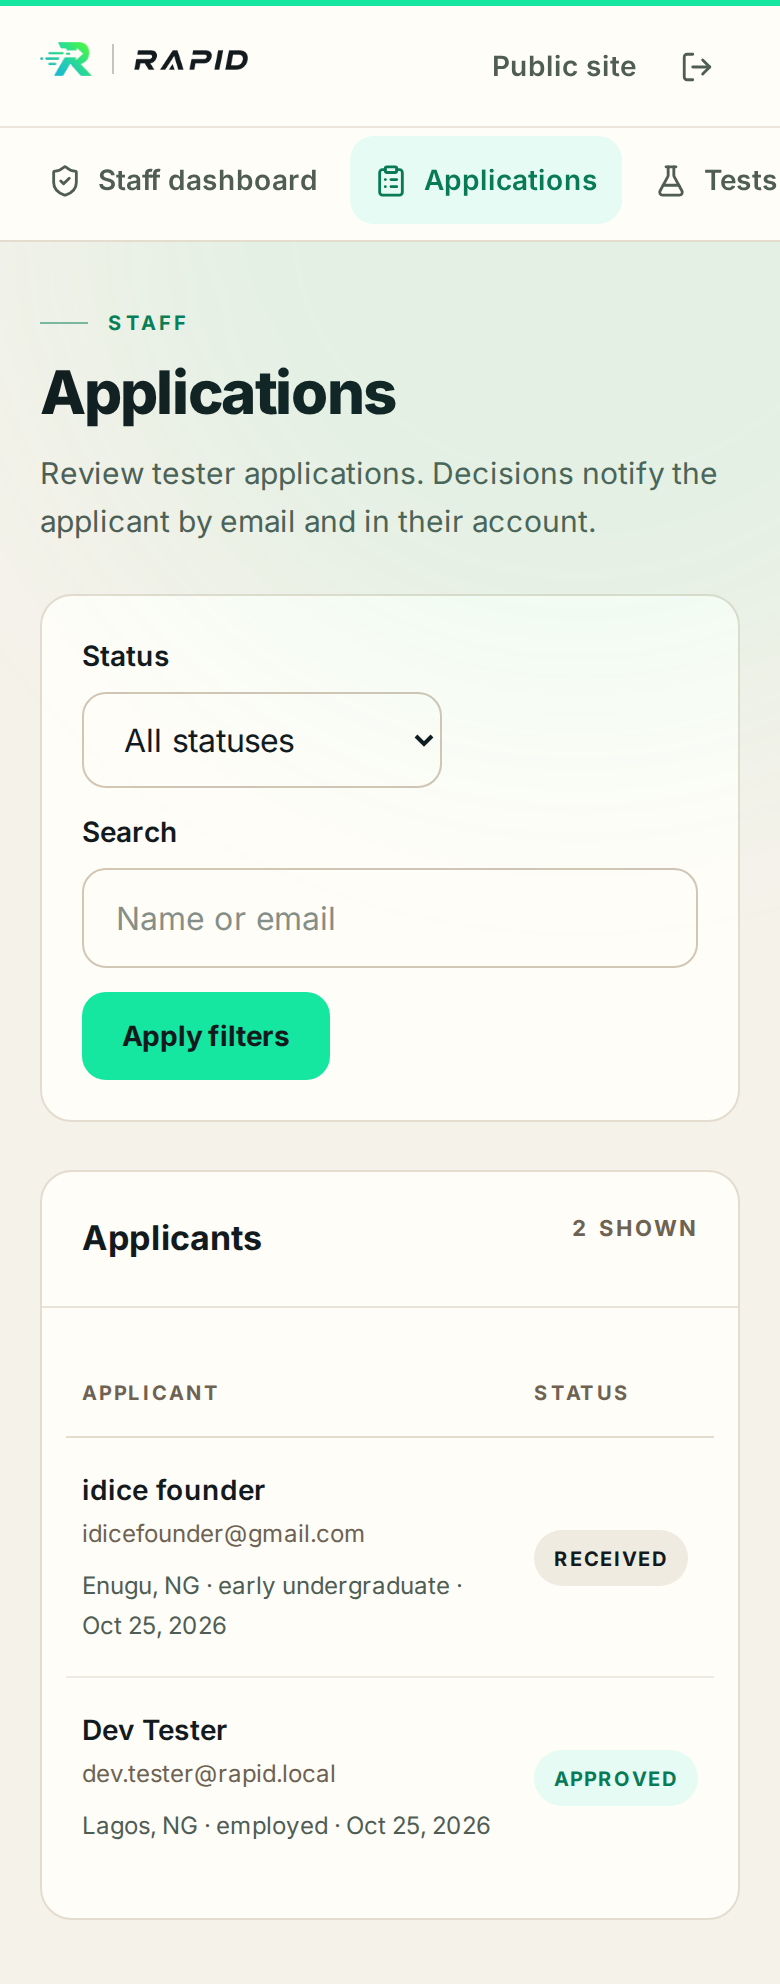 RAPID
Public site
Staff dashboard
Applications
Tests
STAFF
Applications
Review tester applications. Decisions notify the
applicant by email and in their account.
Status
All statuses
Search
Name or email
Apply filters
Applicants
2 SHOWN
APPLICANT
STATUS
idice founder
idicefounder@gmail.com
Enugu, NG · early undergraduate ·
Oct 25, 2026
RECEIVED
Dev Tester
dev.tester@rapid.local
Lagos, NG · employed · Oct 25, 2026
APPROVED